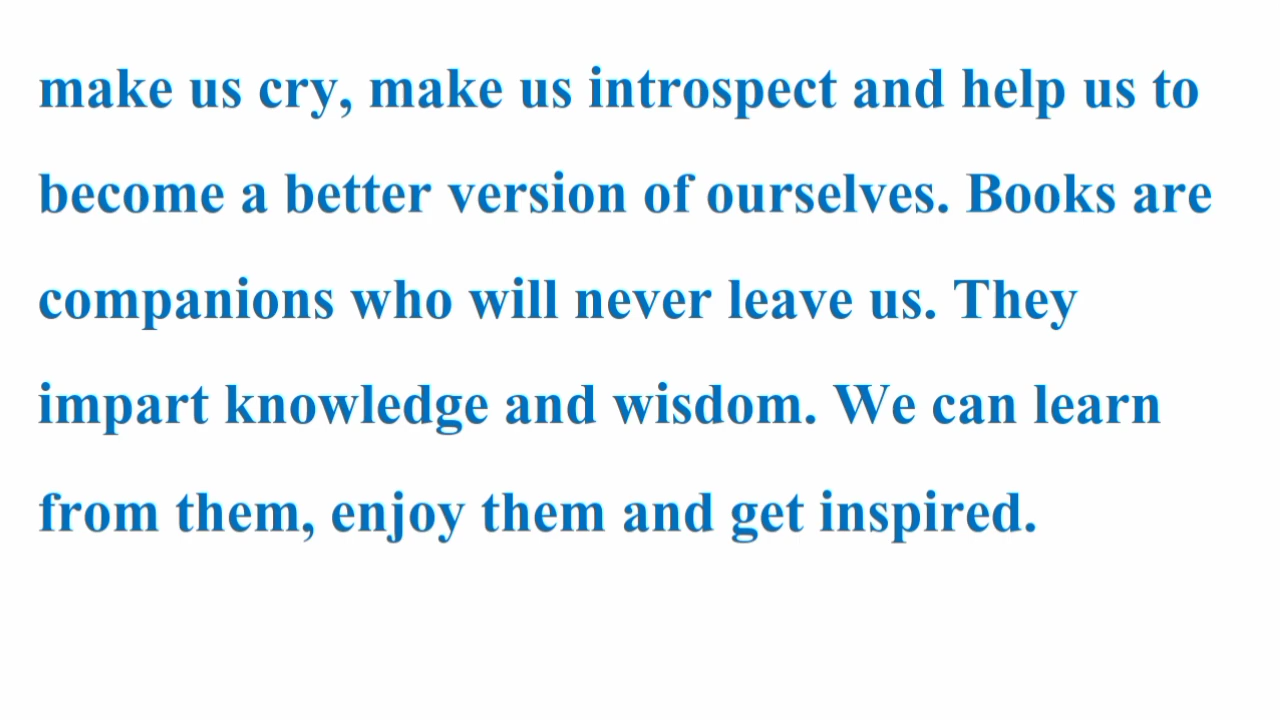 make us cry, make us introspect and help us to
become a better version of ourselves. Books are
companions who will never leave us. They
impart knowledge and wisdom. We can learn
from them, enjoy them and get inspired.